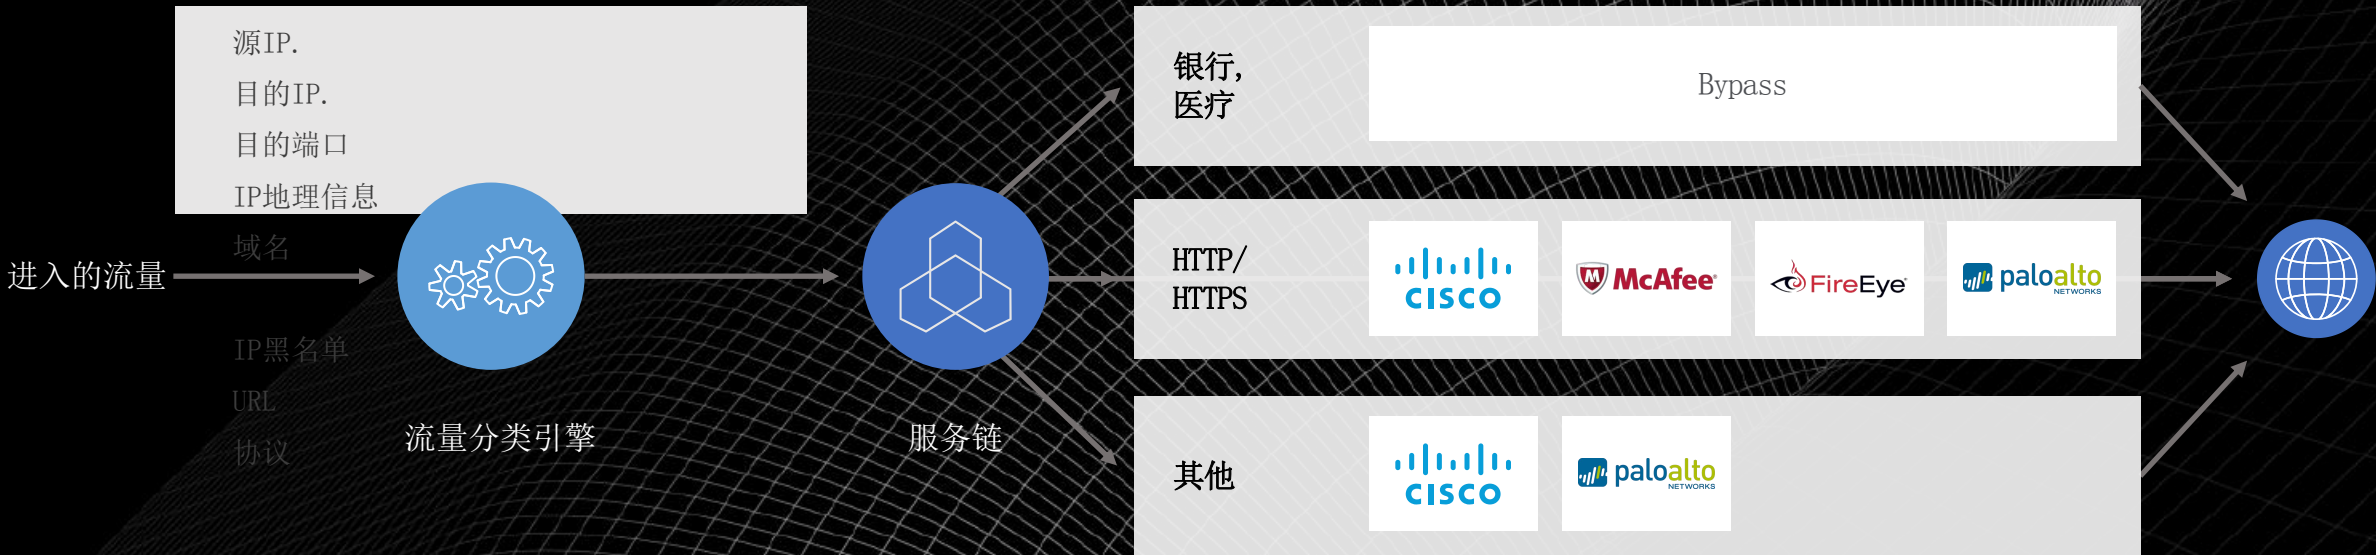 源IP.
目的IP.
目的端口
IP地理信息
域名
IP黑名单
URL
协议
进入的流量
流量分类引擎
服务链
银行,
医疗
Bypass
HTTP/
HTTPS
CISCO
McAfee
FireEye
paloalto
NETWORKS
其他
CISCO
paloalto
NETWORKS